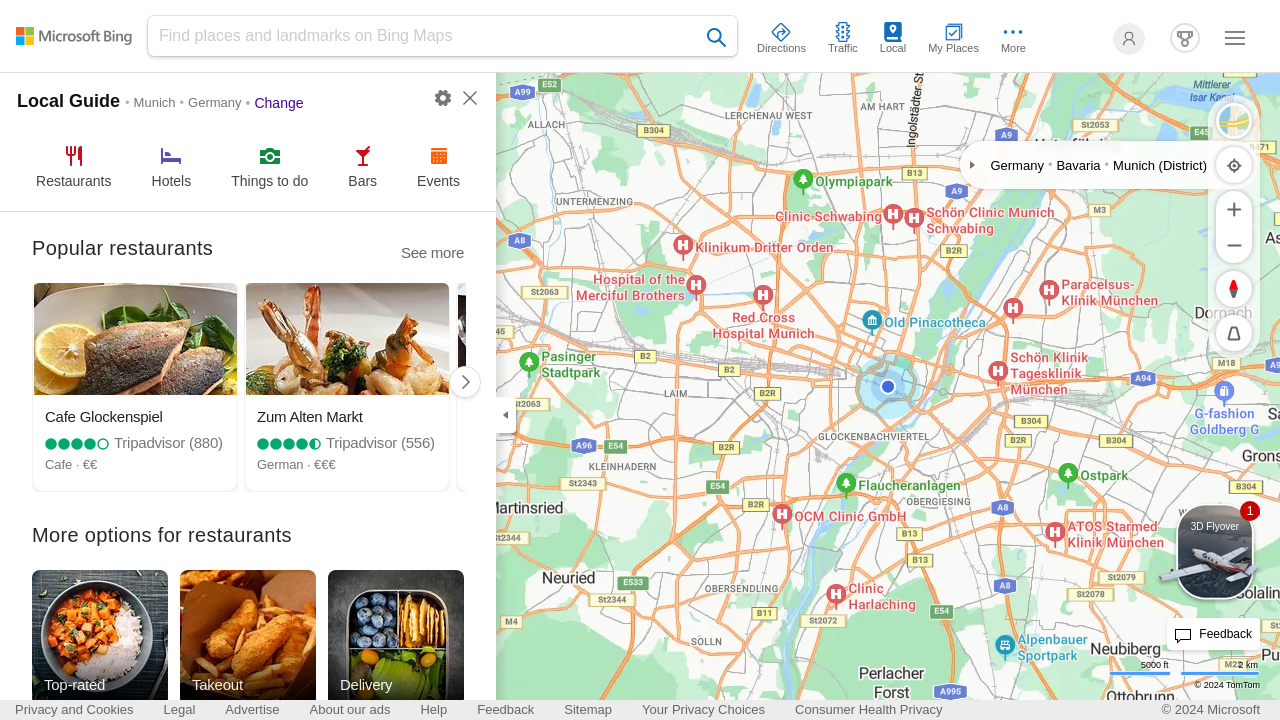 Microsoft Bing
Find places and landmarks on Bing Maps
Directions
Traffic
Local
My Places
More
Local Guide • Munich • Germany • Change
Restaurants
Hotels
Things to do
Bars
Events
Popular restaurants
See more
Cafe Glockenspiel
Tripadvisor (880)
Cafe · €€
Zum Alten Markt
Tripadvisor (556)
German · €€€
More options for restaurants
Top-rated
Takeout
Delivery
A99
E52
Mittlerer
Isar Kanal
ALLACH
B304
LERCHENAU WEST
AM HART
Ingolstädter St
A9
St2053
E45
B471
Germany • Bavaria • Munich (District)
Olympiapark
B13
A9
UNTERMENZING
Clinic Schwabing
Schön Clinic Munich
Schwabing
M3
A8
Klinikum Dritter Orden
B2R
Hospital of the
Merciful Brothers
St2063
Red Cross
Hospital Munich
Paracelsus-
Klinik München
Old Pinacotheca
Dornach
45
Pasinger
Stadtpark
B2
B2
Schön Klinik
Tagesklinik
München
M18
A94
LAIM
B2R
St2063
G-fashion
Goldberg G
B304
GLOCKENBACHVIERTEL
B2R
B304
A96
E54
B2R
KLEINHADERN
St2343
E54
Flaucheranlagen
Ostpark
Grons
B304
OBERGIESING
Martinsried
B2R
OCM Clinic GmbH
A8
St2344
B13
ATOS Starmed
Klinik München
1
3D Flyover
B13
Neuried
E533
OBERSENDLING
St2344
A8
St2079
St2078
Clinic
Harlaching
E54
M4
B11
St2072
SOLLN
Alpenbauer
Sportpark
Neubiberg
Feedback
Perlacher
Forst
A995
Ottobrunn
5000 ft
2 km
© 2024 TomTom
Privacy and Cookies
Legal
Advertise
About our ads
Help
Feedback
Sitemap
Your Privacy Choices
Consumer Health Privacy
© 2024 Microsoft